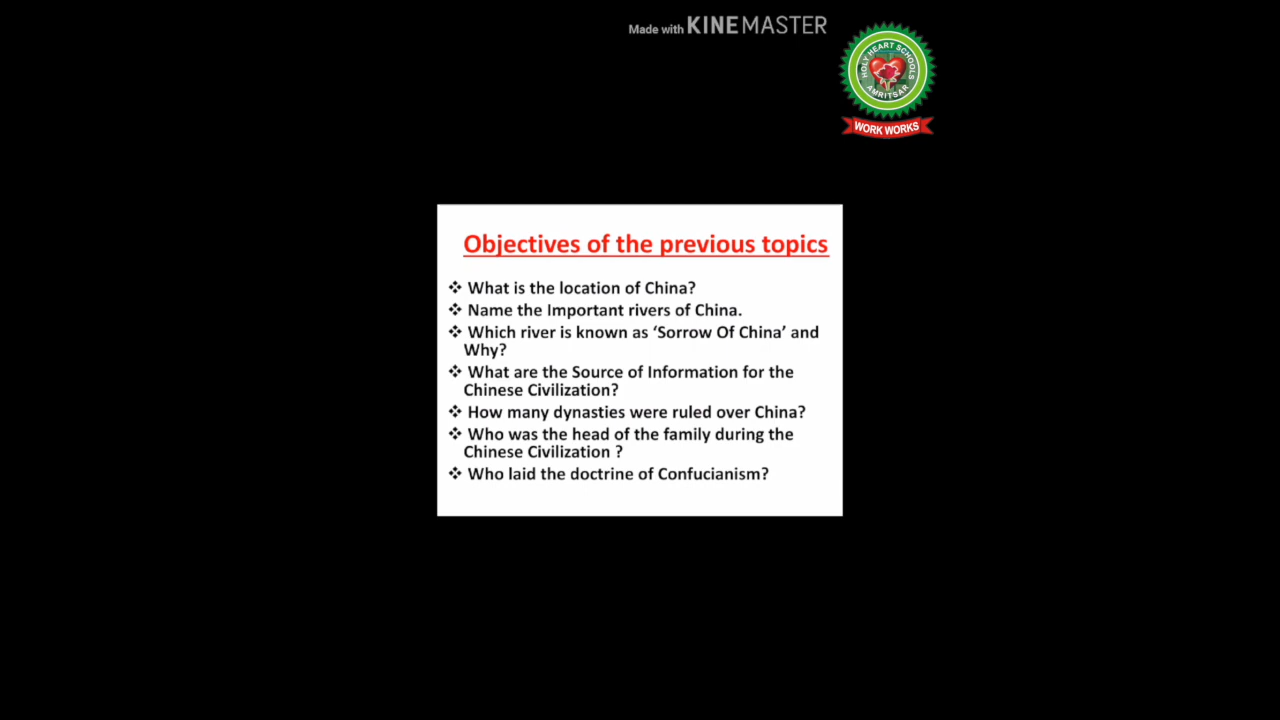 Made with KINEMASTER
HOLY HEART SCHOOLS
AMRITSAR
WORK WORKS
Objectives of the previous topics
❖ What is the location of China?
❖ Name the Important rivers of China.
❖ Which river is known as ‘Sorrow Of China’ and
Why?
❖ What are the Source of Information for the
Chinese Civilization?
❖ How many dynasties were ruled over China?
❖ Who was the head of the family during the
Chinese Civilization ?
❖ Who laid the doctrine of Confucianism?